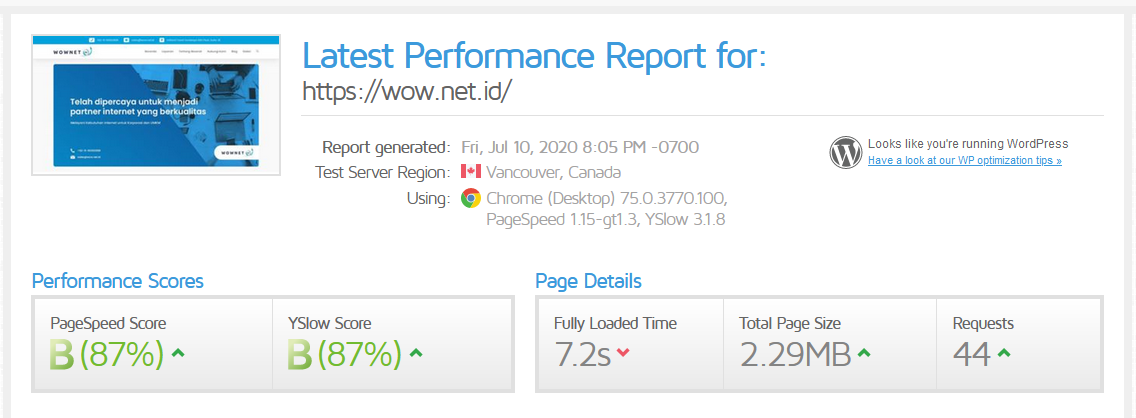 WOWNET
Telah dipercaya untuk menjadi
partner internet yang berkualitas
WOWNET
Latest Performance Report for:
https://wow.net.id/
Report generated: Fri, Jul 10, 2020 8:05 PM -0700
Test Server Region: Vancouver, Canada
Using: Chrome (Desktop) 75.0.3770.100,
PageSpeed 1.15-gt1.3, YSlow 3.1.8
Looks like you're running WordPress
Have a look at our WP optimization tips »
Performance Scores
PageSpeed Score
B (87%)
YSlow Score
B (87%)
Page Details
Fully Loaded Time
7.2s
Total Page Size
2.29MB
Requests
44